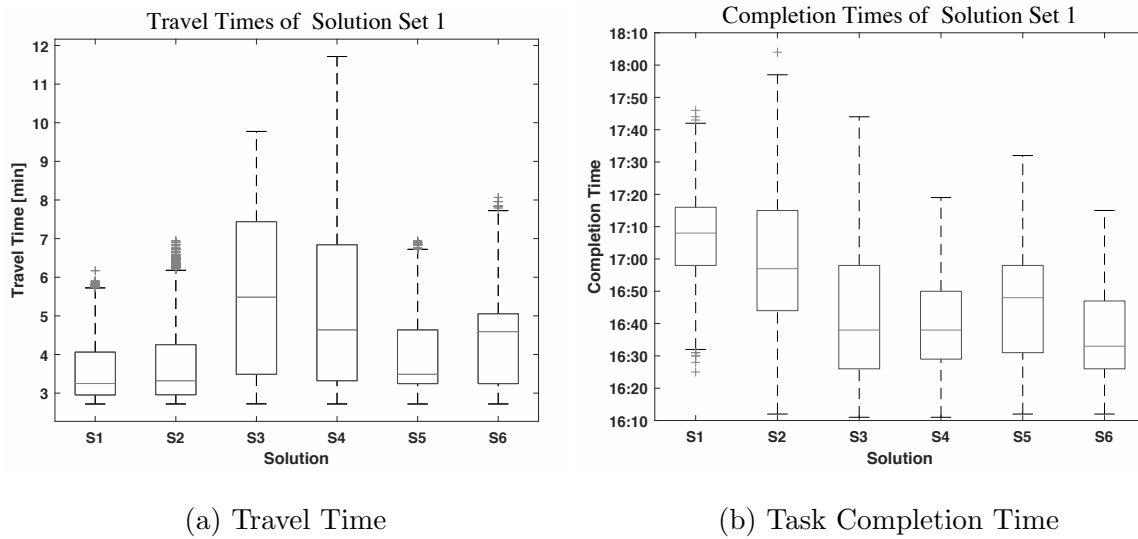 Travel Times of Solution Set 1
12
11
10
9
8
7
6
5
4
3
Travel Time [min]
S1 S2 S3 S4 S5 S6
Solution
(a) Travel Time
Completion Times of Solution Set 1
18:10
18:00
17:50
17:40
17:30
17:20
17:10
17:00
16:50
16:40
16:30
16:20
16:10
Completion Time
S1 S2 S3 S4 S5 S6
Solution
(b) Task Completion Time